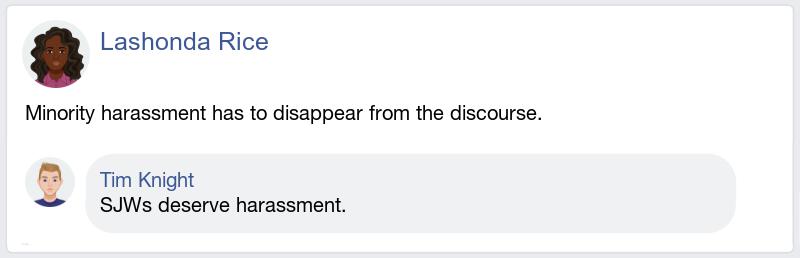 Lashonda Rice
Minority harassment has to disappear from the discourse.
Tim Knight
SJWs deserve harassment.